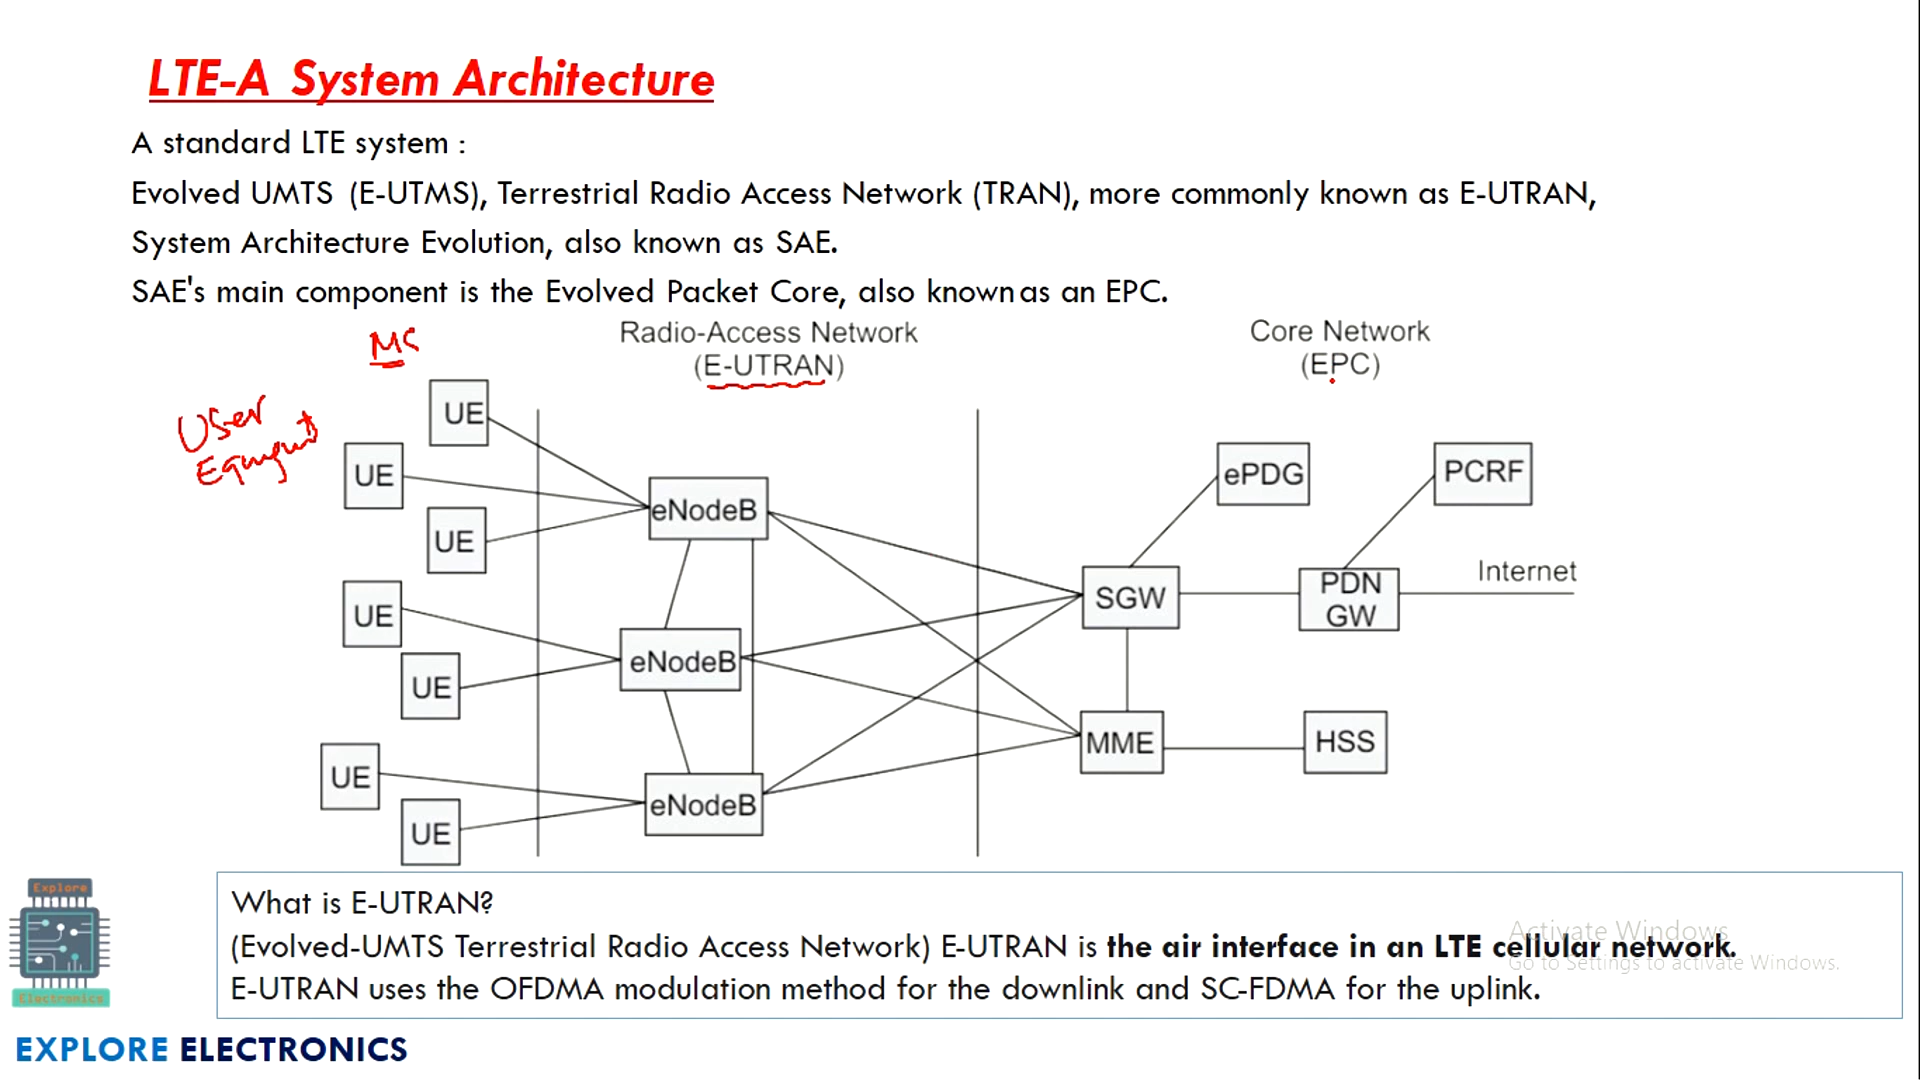 LTE-A System Architecture
A standard LTE system :
Evolved UMTS (E-UTMS), Terrestrial Radio Access Network (TRAN), more commonly known as E-UTRAN,
System Architecture Evolution, also known as SAE.
SAE's main component is the Evolved Packet Core, also known as an EPC.
MS
Radio-Access Network
(E-UTRAN)
Core Network
(EPC)
User
UE
UE
UE
eNodeB
ePDG
PCRF
UE
UE
eNodeB
SGW
PDN
GW
Internet
UE
UE
eNodeB
MME
HSS
What is E-UTRAN?
(Evolved-UMTS Terrestrial Radio Access Network) E-UTRAN is the air interface in an LTE cellular network.
E-UTRAN uses the OFDMA modulation method for the downlink and SC-FDMA for the uplink.
Activate Windows
Go to Settings to activate Windows.
Explore
Electronics
EXPLORE ELECTRONICS